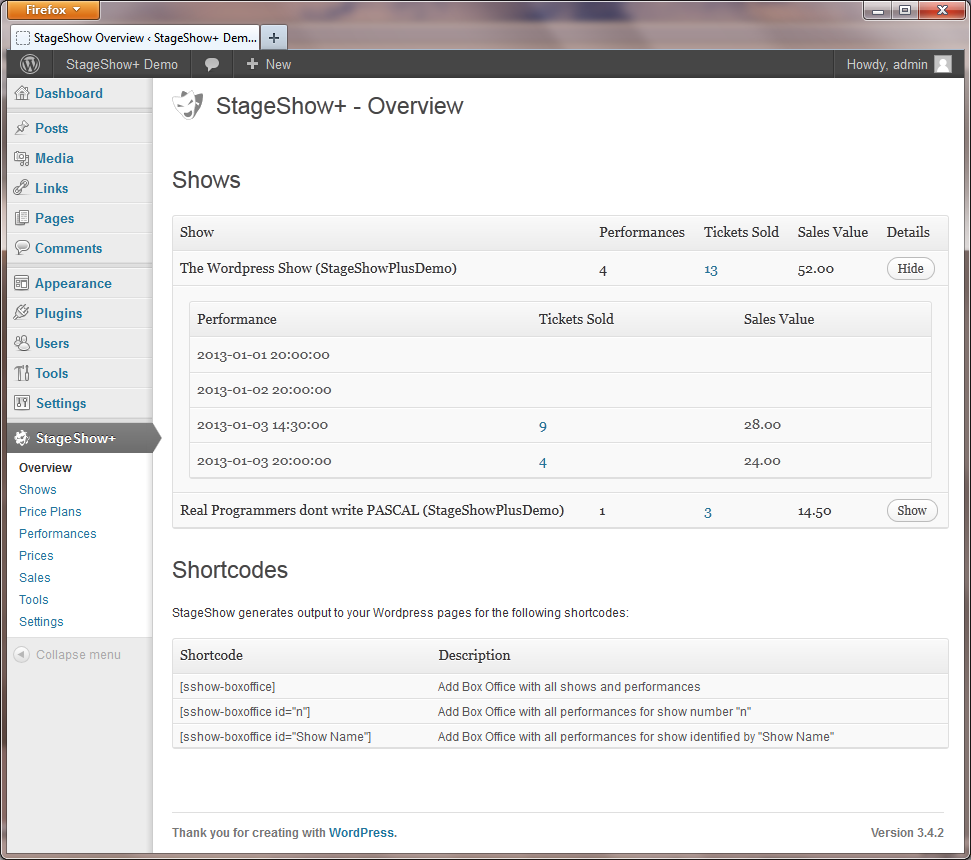 Firefox
StageShow Overview ‹ StageShow+ Dem...
StageShow+ Demo
New
Howdy, admin
Dashboard
Posts
Media
Links
Pages
Comments
Appearance
Plugins
Users
Tools
Settings
StageShow+
Overview
Shows
Price Plans
Performances
Prices
Sales
Tools
Settings
Collapse menu
StageShow+ - Overview
Shows
Show Performances Tickets Sold Sales Value Details
The Wordpress Show (StageShowPlusDemo) 4 13 52.00 Hide
Performance Tickets Sold Sales Value
2013-01-01 20:00:00
2013-01-02 20:00:00
2013-01-03 14:30:00 9 28.00
2013-01-03 20:00:00 4 24.00
Real Programmers dont write PASCAL (StageShowPlusDemo) 1 3 14.50 Show
Shortcodes
StageShow generates output to your Wordpress pages for the following shortcodes:
Shortcode Description
[sshow-boxoffice] Add Box Office with all shows and performances
[sshow-boxoffice id="n"] Add Box Office with all performances for show number "n"
[sshow-boxoffice id="Show Name"] Add Box Office with all performances for show identified by "Show Name"
Thank you for creating with WordPress.
Version 3.4.2